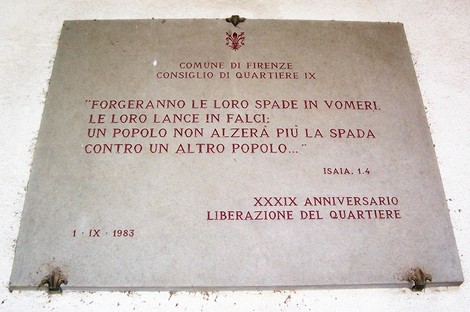 COMUNE DI FIRENZE
CONSIGLIO DI QUARTIERE IX
"FORGERANNO LE LORO SPADE IN VOMERI,
LE LORO LANCE IN FALCI;
UN POPOLO NON ALZERÀ PIÙ LA SPADA
CONTRO UN ALTRO POPOLO..."
ISAIA, 1.4
XXXIX ANNIVERSARIO
LIBERAZIONE DEL QUARTIERE
1 · IX · 1983